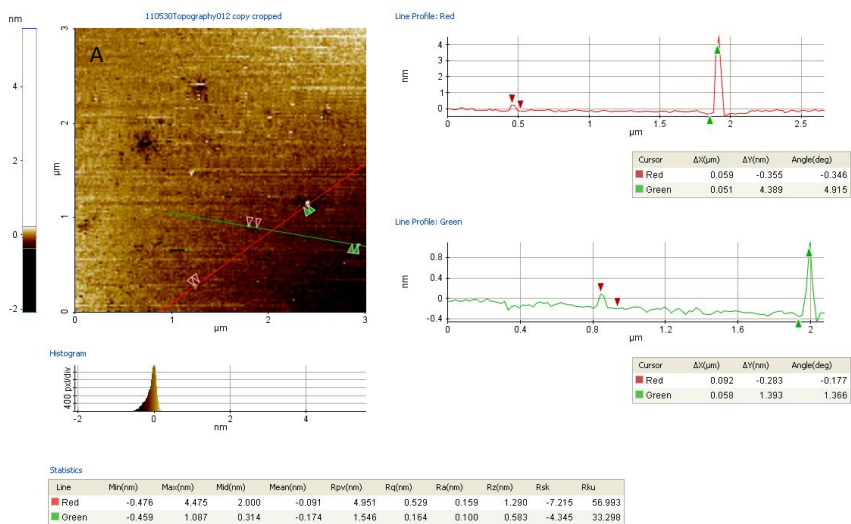 nm
110530Topography012 copy cropped
A
4
2
0
-2
3
2
1
0
µm
1
2
3
µm
Line Profile: Red
nm
4
3
2
1
0
0
0.5
1
1.5
2
2.5
µm
Cursor ΔX(µm) ΔY(nm) Angle(deg)
Red 0.059 -0.355 -0.346
Green 0.051 4.389 4.915
Line Profile: Green
nm
0.8
0.4
0
-0.4
0
0.4
0.8
1.2
1.6
2
µm
Cursor ΔX(µm) ΔY(nm) Angle(deg)
Red 0.092 -0.283 -0.177
Green 0.058 1.393 1.366
Histogram
400 pxl/div
-2
0
2
4
nm
Statistics
Line Min(nm) Max(nm) Mid(nm) Mean(nm) Rpv(nm) Rq(nm) Ra(nm) Rz(nm) Rsk Rku
Red -0.476 4.475 2.000 -0.091 4.951 0.529 0.159 1.290 -7.215 56.993
Green -0.459 1.087 0.314 -0.174 1.546 0.164 0.100 0.583 -4.345 33.298